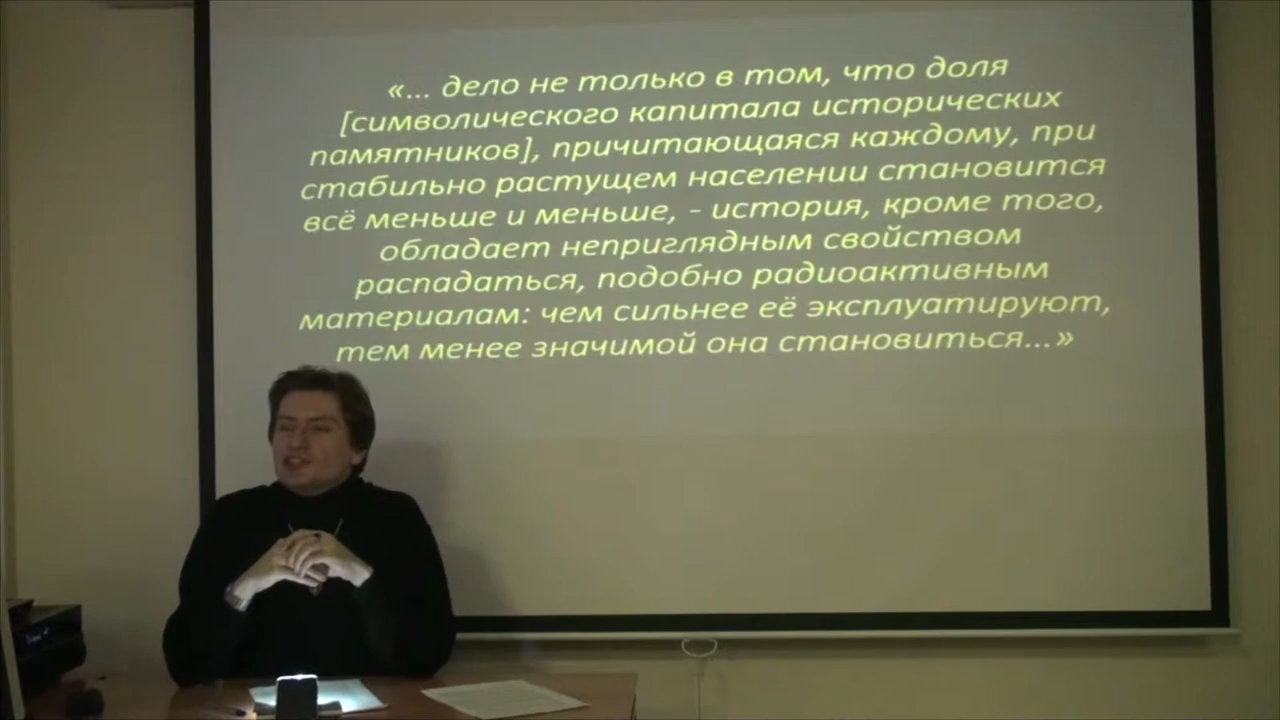 «... дело не только в том, что доля
[символического капитала исторических
памятников], причитающаяся каждому, при
стабильно растущем населении становится
всё меньше и меньше, - история, кроме того,
обладает неприглядным свойством
распадаться, подобно радиоактивным
материалам: чем сильнее её эксплуатируют,
тем менее значимой она становиться...»